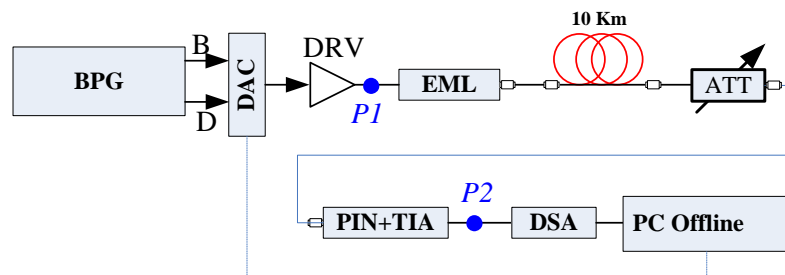 10 Km
B
DRV
BPG
DAC
EML
ATT
P1
D
P2
PIN+TIA
DSA
PC Offline